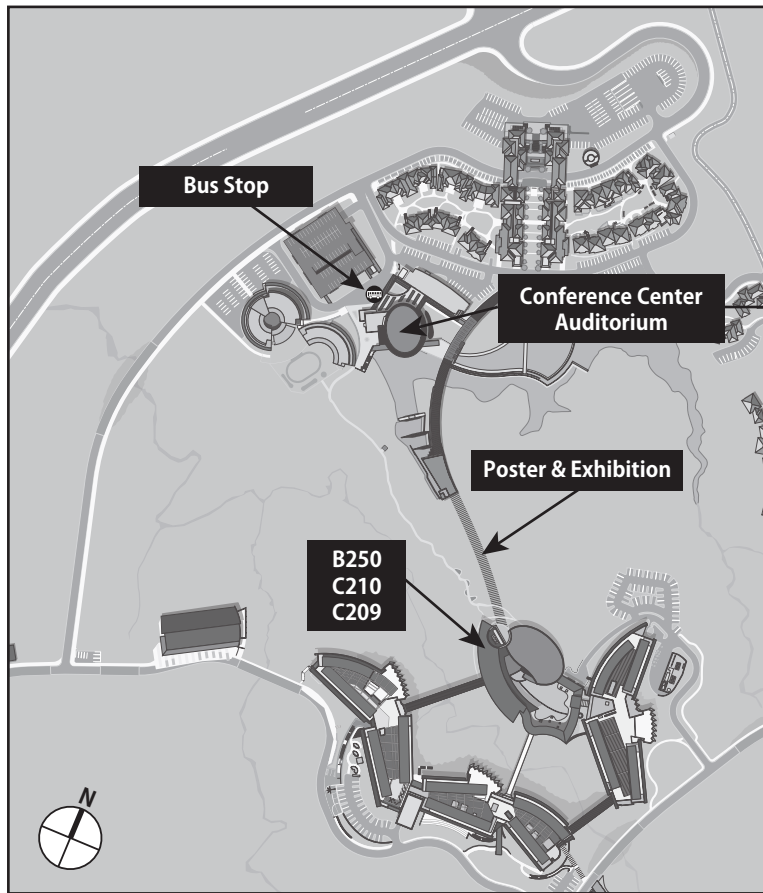 Bus Stop
Conference Center
Auditorium
Poster & Exhibition
B250
C210
C209
N